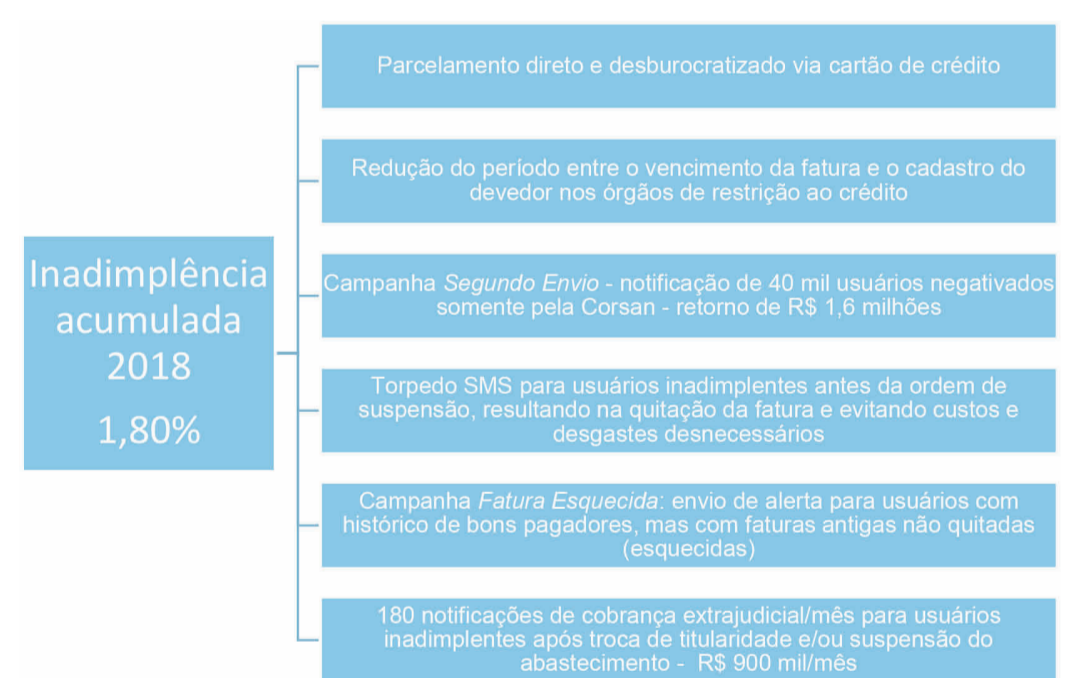 Inadimplência
acumulada
2018
1,80%
Parcelamento direto e desburocratizado via cartão de crédito
Redução do período entre o vencimento da fatura e o cadastro do
devedor nos órgãos de restrição ao crédito
Campanha Segundo Envio - notificação de 40 mil usuários negativados
somente pela Corsan - retorno de R$ 1,6 milhões
Torpedo SMS para usuários inadimplentes antes da ordem de
suspensão, resultando na quitação da fatura e evitando custos e
desgastes desnecessários
Campanha Fatura Esquecida: envio de alerta para usuários com
histórico de bons pagadores, mas com faturas antigas não quitadas
(esquecidas)
180 notificações de cobrança extrajudicial/mês para usuários
inadimplentes após troca de titularidade e/ou suspensão do
abastecimento - R$ 900 mil/mês